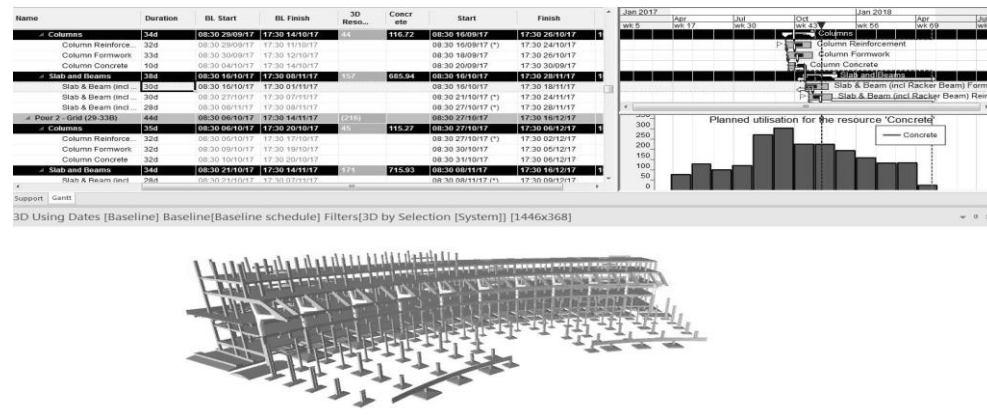 Name Duration BL Start BL Finish 3D Reso... Concr ete Start Finish
Jan 2017 Jan 2018
Apr Jul Oct Apr
wk 5 wk 17 wk 30 wk 43 wk 56 wk 69
Columns 34d 08:30 29/09/17 17:30 14/10/17 44 116.72 08:30 16/09/17 17:30 26/10/17 Columns
Column Reinforce... 32d 08:30 29/09/17 17:30 11/10/17 08:30 16/09/17 (*) 17:30 24/10/17 Column Reinforcement
Column Formwork 33d 08:30 30/09/17 17:30 12/10/17 08:30 18/09/17 (*) 17:30 26/10/17 Column Formwork
Column Concrete 10d 08:30 04/10/17 17:30 14/10/17 08:30 20/09/17 17:30 30/09/17 Column Concrete
Slab and Beams 38d 08:30 16/10/17 17:30 08/11/17 157 685.94 08:30 16/10/17 17:30 28/11/17 Slab and Beams
Slab & Beam (incl ... 30d 08:30 16/10/17 17:30 01/11/17 08:30 16/10/17 17:30 18/11/17 Slab & Beam (incl Racker Beam) Form
Slab & Beam (incl ... 30d 08:30 27/10/17 17:30 07/11/17 08:30 21/10/17 (*) 17:30 24/11/17 Slab & Beam (incl Racker Beam) Rein
Slab & Beam (incl ... 28d 08:30 08/11/17 17:30 08/11/17 08:30 27/10/17 (*) 17:30 28/11/17
Pour 2 - Grid (29-33B) 44d 08:30 06/10/17 17:30 14/11/17 (216) 08:30 27/10/17 17:30 16/12/17
Columns 35d 08:30 06/10/17 17:30 20/10/17 45 115.27 08:30 27/10/17 17:30 06/12/17
Column Reinforce... 32d 08:30 06/10/17 17:30 17/10/17 08:30 27/10/17 (*) 17:30 02/12/17
Column Formwork 32d 08:30 09/10/17 17:30 19/10/17 08:30 30/10/17 17:30 05/12/17
Column Concrete 32d 08:30 10/10/17 17:30 20/10/17 08:30 31/10/17 17:30 06/12/17
Slab and Beams 34d 08:30 21/10/17 17:30 14/11/17 171 715.93 08:30 08/11/17 17:30 16/12/17
Slab & Beam (incl 28d 08:30 21/10/17 17:30 07/11/17 08:30 08/11/17 (*) 17:30 09/12/17
Planned utilisation for the resource 'Concrete'
Concrete
300
250
200
150
100
50
0
Support Gantt
3D Using Dates [Baseline] Baseline[Baseline schedule] Filters[3D by Selection [System]] [1446x368]